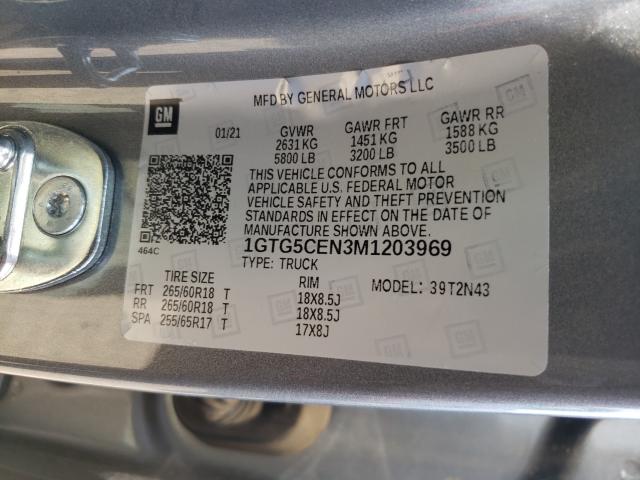 MFD BY GENERAL MOTORS LLC
GM
01/21 GVWR GAWR FRT GAWR RR
2631 KG 1451 KG 1588 KG
5800 LB 3200 LB 3500 LB
THIS VEHICLE CONFORMS TO ALL
APPLICABLE U.S. FEDERAL MOTOR
VEHICLE SAFETY AND THEFT PREVENTION
STANDARDS IN EFFECT ON THE DATE OF
MANUFACTURE SHOWN ABOVE.
464C
1GTG5CEN3M1203969
TYPE: TRUCK
TIRE SIZE RIM MODEL: 39T2N43
FRT 265/60R18 T 18X8.5J
RR 265/60R18 T 18X8.5J
SPA 255/65R17 T 17X8J